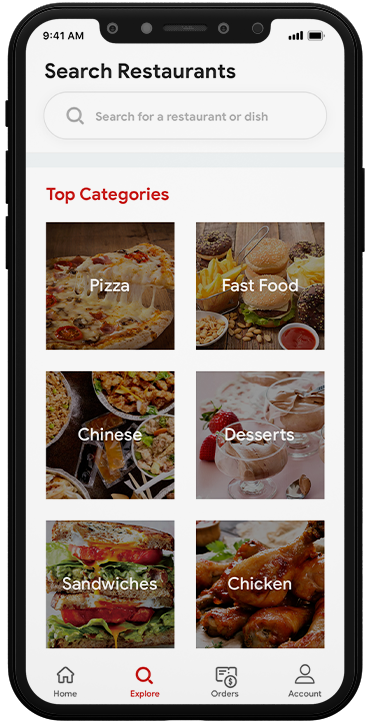 9:41 AM
Search Restaurants
Search for a restaurant or dish
Top Categories
Pizza
Fast Food
Chinese
Desserts
Sandwiches
Chicken
Home
Explore
Orders
Account